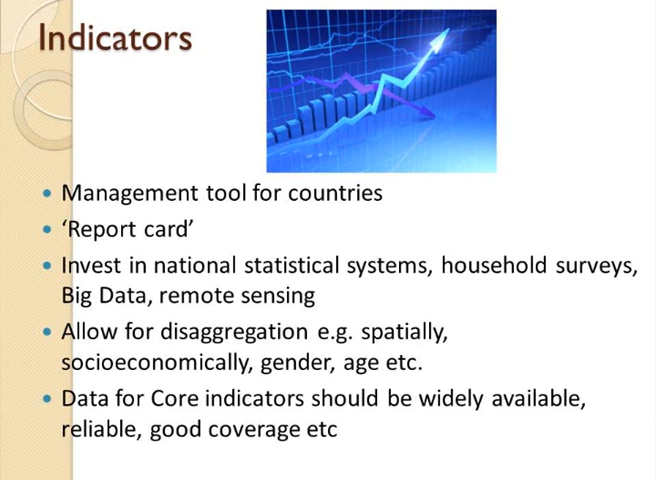 Indicators
• Management tool for countries
• ‘Report card’
• Invest in national statistical systems, household surveys,
Big Data, remote sensing
• Allow for disaggregation e.g. spatially,
socioeconomically, gender, age etc.
• Data for Core indicators should be widely available,
reliable, good coverage etc